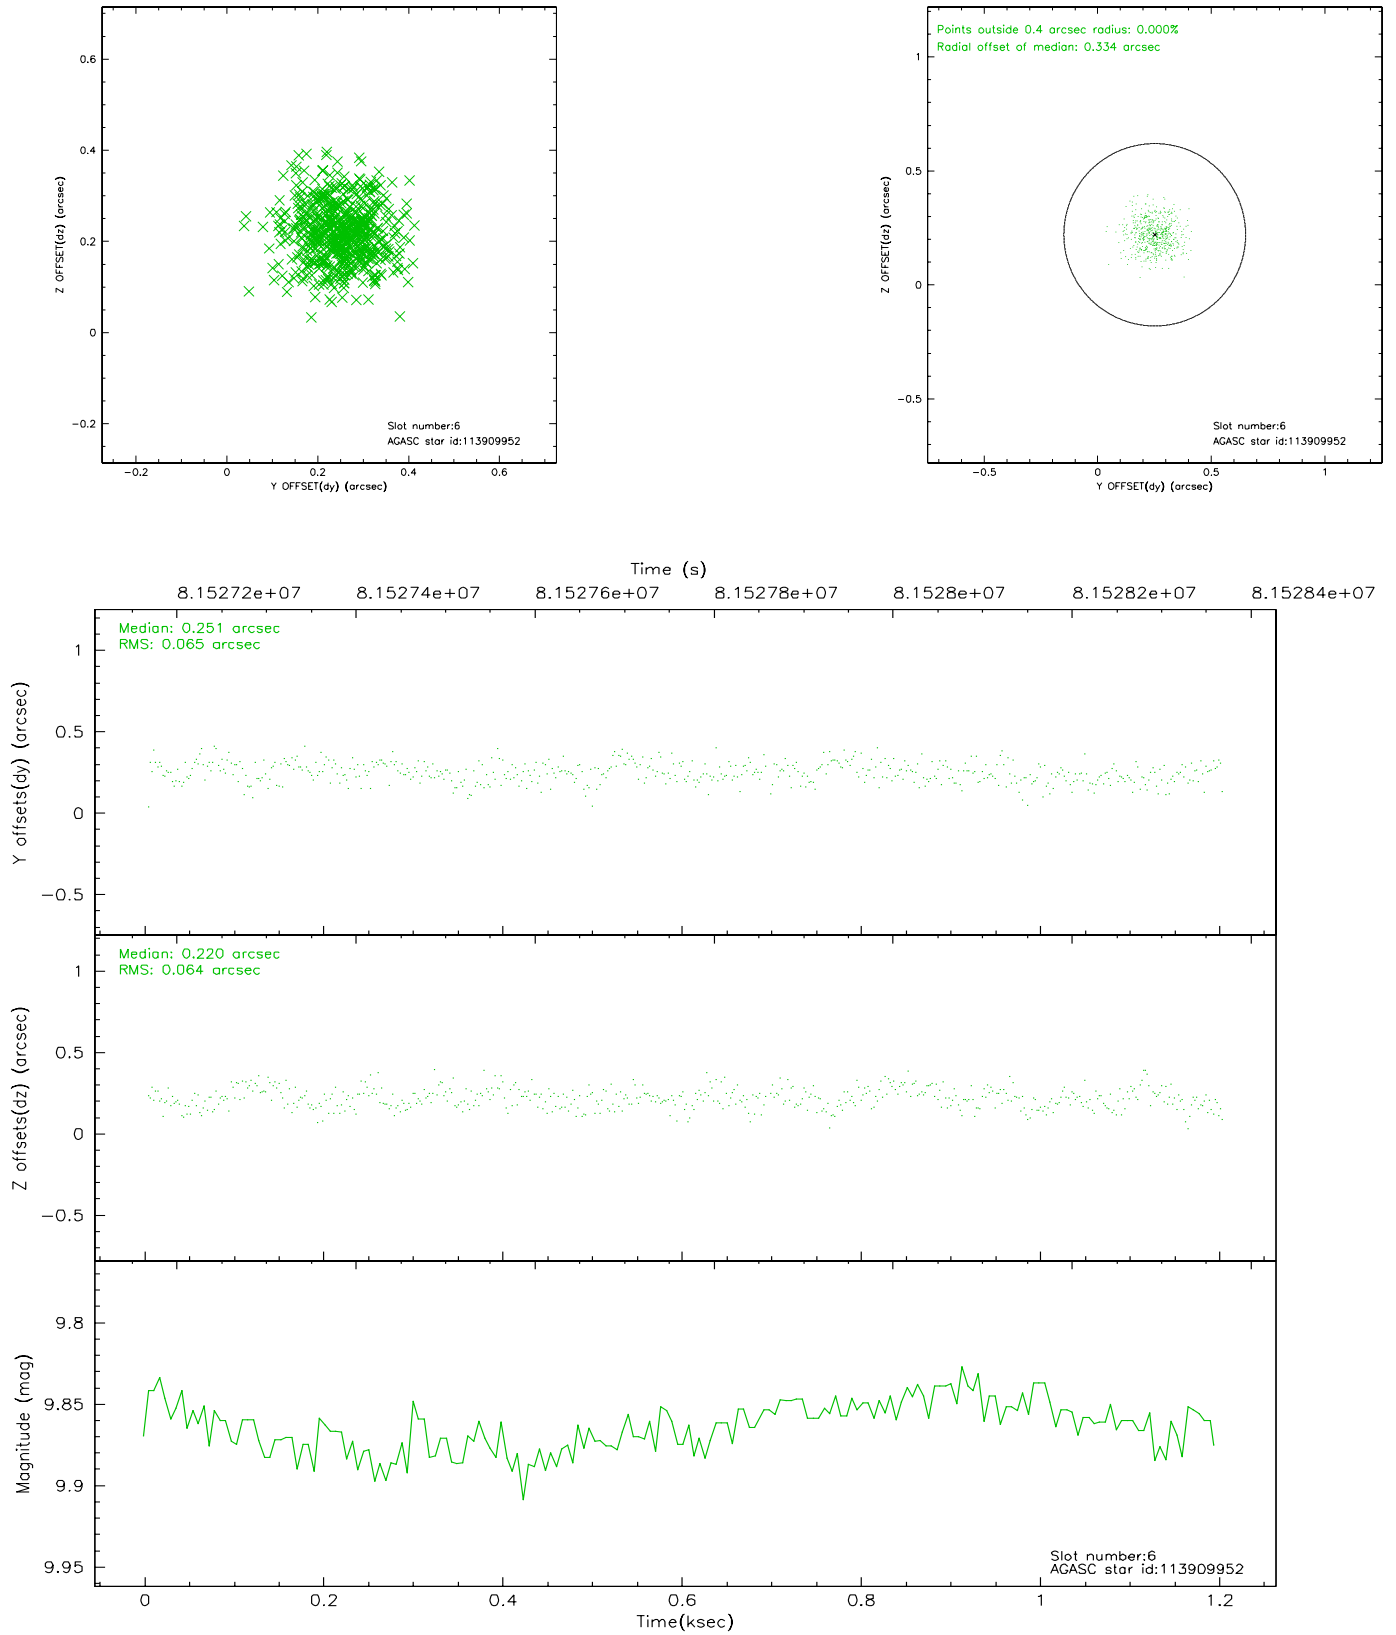 0.6
0.4
0.2
0
−0.2
Z OFFSET(dz) (arcsec)
Slot number:6
AGASC star id:113909952
−0.2 0 0.2 0.4 0.6
Y OFFSET(dy) (arcsec)
Points outside 0.4 arcsec radius: 0.000%
Radial offset of median: 0.334 arcsec
1
0.5
0
−0.5
Z OFFSET(dz) (arcsec)
Slot number:6
AGASC star id:113909952
−0.5 0 0.5 1
Y OFFSET(dy) (arcsec)
Time (s)
8.15272e+07 8.15274e+07 8.15276e+07 8.15278e+07 8.1528e+07 8.15282e+07 8.15284e+07
Median: 0.251 arcsec
RMS: 0.065 arcsec
1
0.5
0
−0.5
Y offsets(dy) (arcsec)
Median: 0.220 arcsec
RMS: 0.064 arcsec
1
0.5
0
−0.5
Z offsets(dz) (arcsec)
9.8
9.85
9.9
9.95
Magnitude (mag)
Slot number:6
AGASC star id:113909952
0 0.2 0.4 0.6 0.8 1 1.2
Time(ksec)